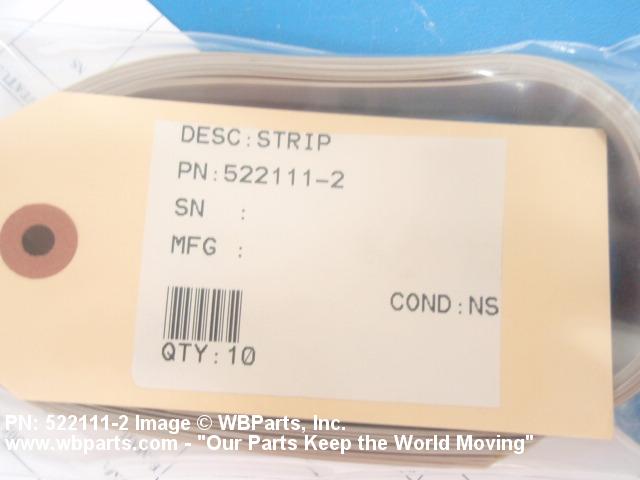 DESC:STRIP
PN:522111-2
SN :
MFG :
COND:NS
QTY:10
PN: 522111-2 Image © WBParts, Inc.
www.wbparts.com - "Our Parts Keep the World Moving"